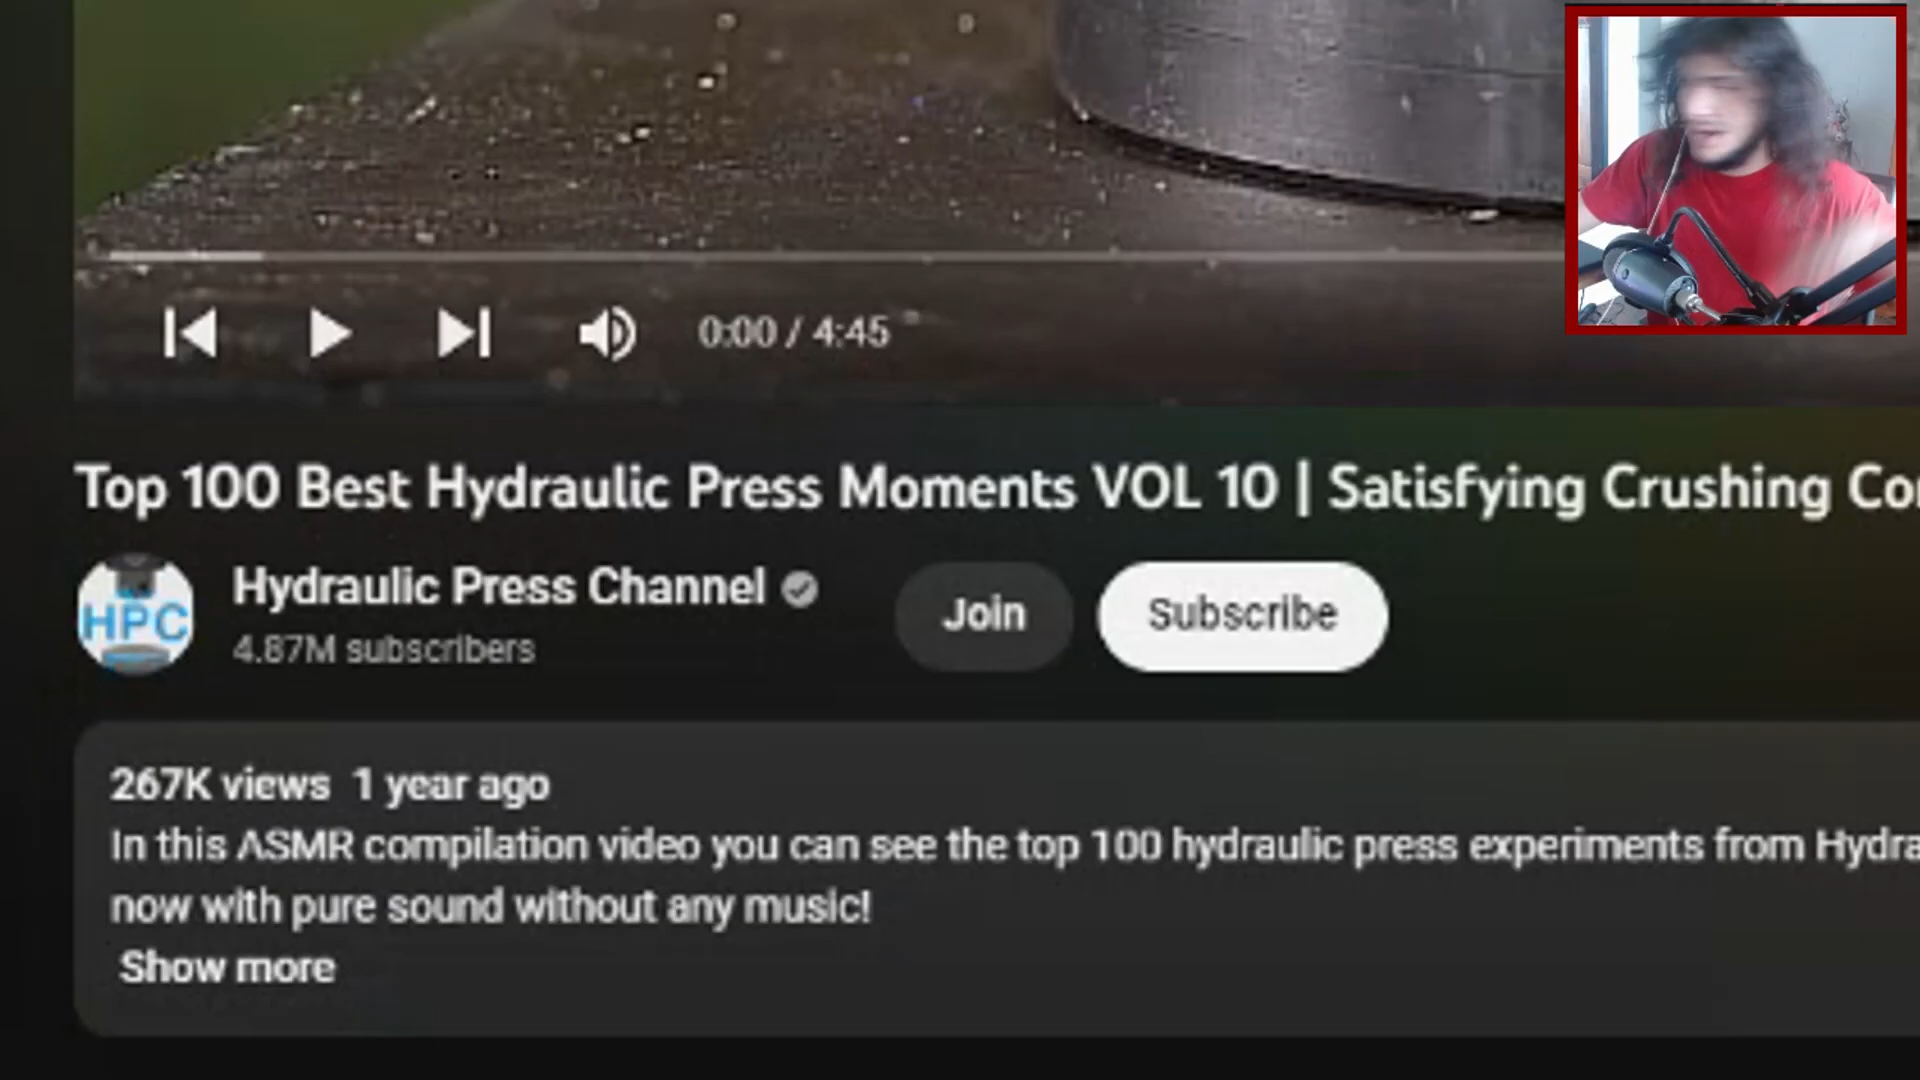 0:00 / 4:45
Top 100 Best Hydraulic Press Moments VOL 10 | Satisfying Crushing Co
HPC
Hydraulic Press Channel
4.87M subscribers
Join
Subscribe
267K views 1 year ago
In this ASMR compilation video you can see the top 100 hydraulic press experiments from Hydra
now with pure sound without any music!
Show more